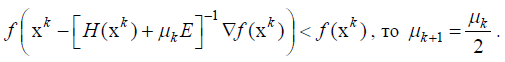 f(x^k − [H(x^k) + μ_k E]^{−1} ∇f(x^k)) < f(x^k), то μ_{k+1} = μ_k/2 .